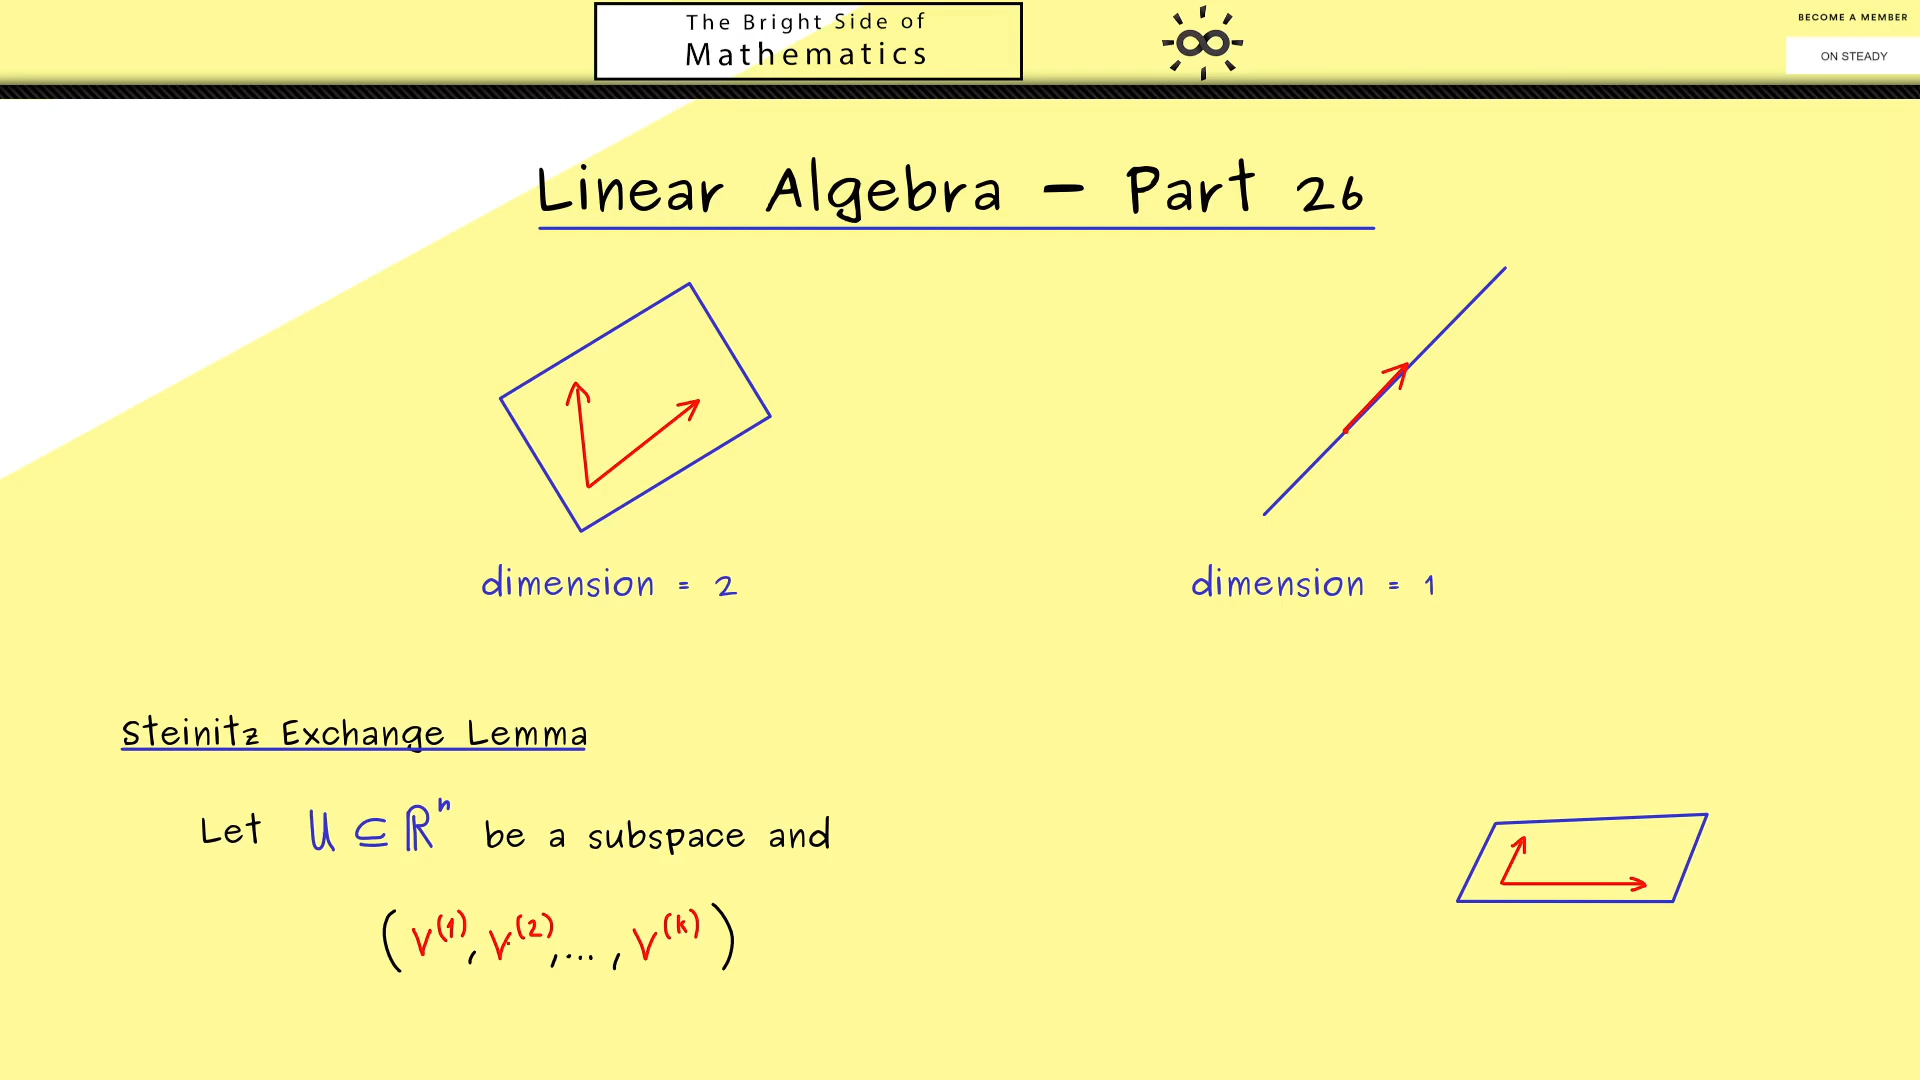 The Bright Side of
Mathematics
BECOME A MEMBER
ON STEADY
Linear Algebra – Part 26
dimension = 2
dimension = 1
Steinitz Exchange Lemma
Let U ⊆ ℝⁿ be a subspace and
(v⁽¹⁾, v⁽²⁾, ..., v⁽ᵏ⁾)